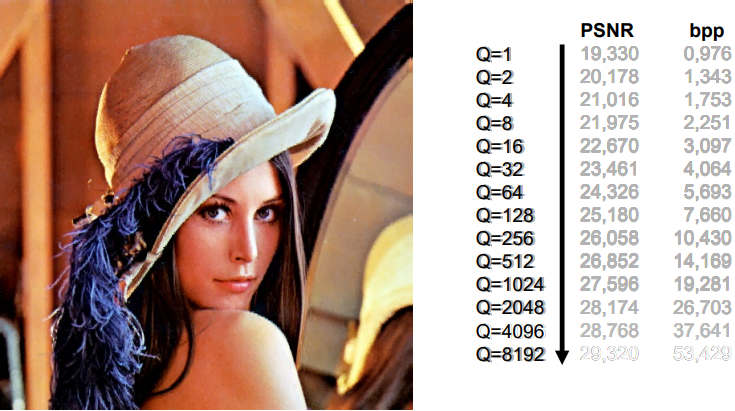 PSNR bpp
Q=1 19,330 0,976
Q=2 20,178 1,343
Q=4 21,016 1,753
Q=8 21,975 2,251
Q=16 22,670 3,097
Q=32 23,461 4,064
Q=64 24,326 5,693
Q=128 25,180 7,660
Q=256 26,058 10,430
Q=512 26,852 14,169
Q=1024 27,596 19,281
Q=2048 28,174 26,703
Q=4096 28,768 37,641
Q=8192 29,320 53,429